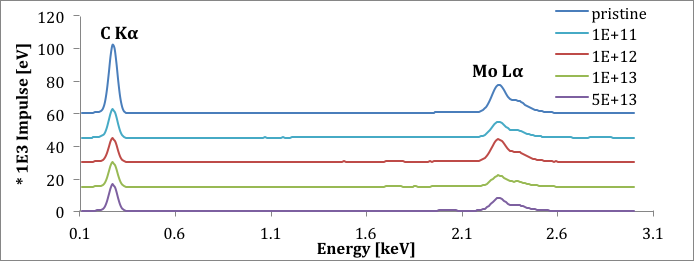 120
100
80
60
40
20
0
* 1E3 Impulse [eV]
C Kα
Mo Lα
pristine
1E+11
1E+12
1E+13
5E+13
0.1 0.6 1.1 1.6 2.1 2.6 3.1
Energy [keV]